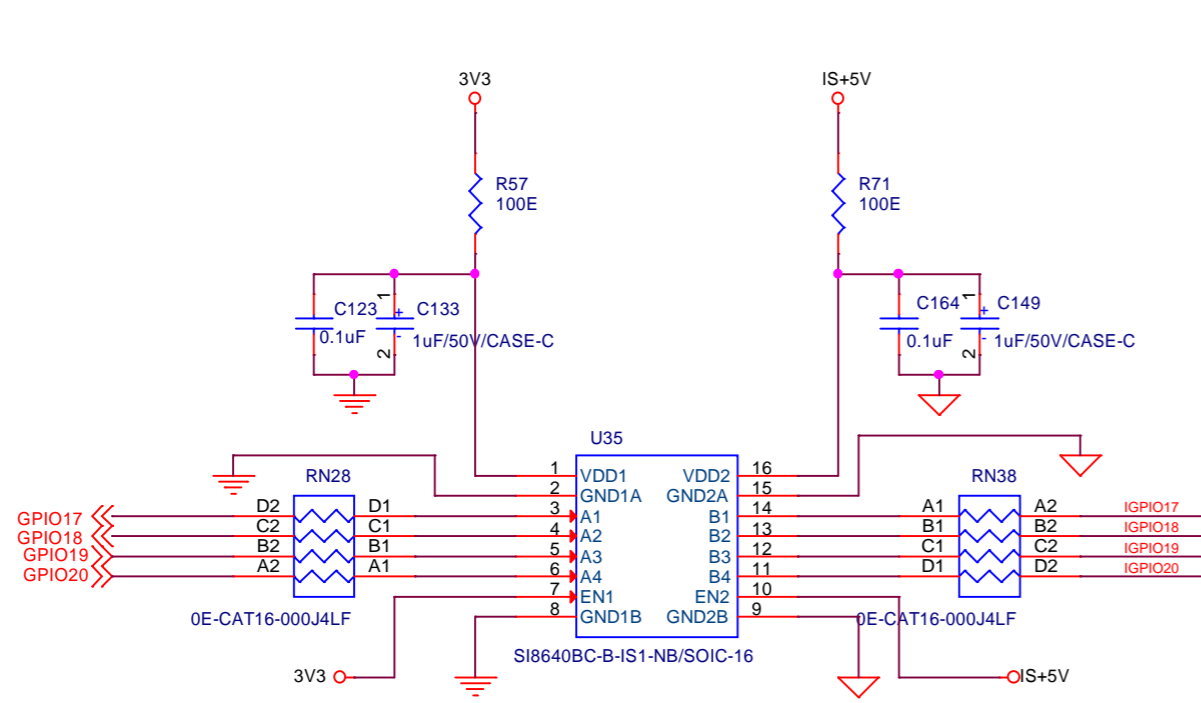 3V3
IS+5V
R57
100E
R71
100E
C123
0.1uF
1
+
-
2
C133
1uF/50V/CASE-C
C164
0.1uF
1
+
-
2
C149
1uF/50V/CASE-C
U35
RN28
RN38
1 VDD1 VDD2 16
2 GND1A GND2A 15
GPIO17 D2 D1 3 A1 B1 14 A1 A2 IGPIO17
GPIO18 C2 C1 4 A2 B2 13 B1 B2 IGPIO18
GPIO19 B2 B1 5 A3 B3 12 C1 C2 IGPIO19
GPIO20 A2 A1 6 A4 B4 11 D1 D2 IGPIO20
7 EN1 EN2 10
8 GND1B GND2B 9
0E-CAT16-000J4LF
0E-CAT16-000J4LF
SI8640BC-B-IS1-NB/SOIC-16
3V3
IS+5V